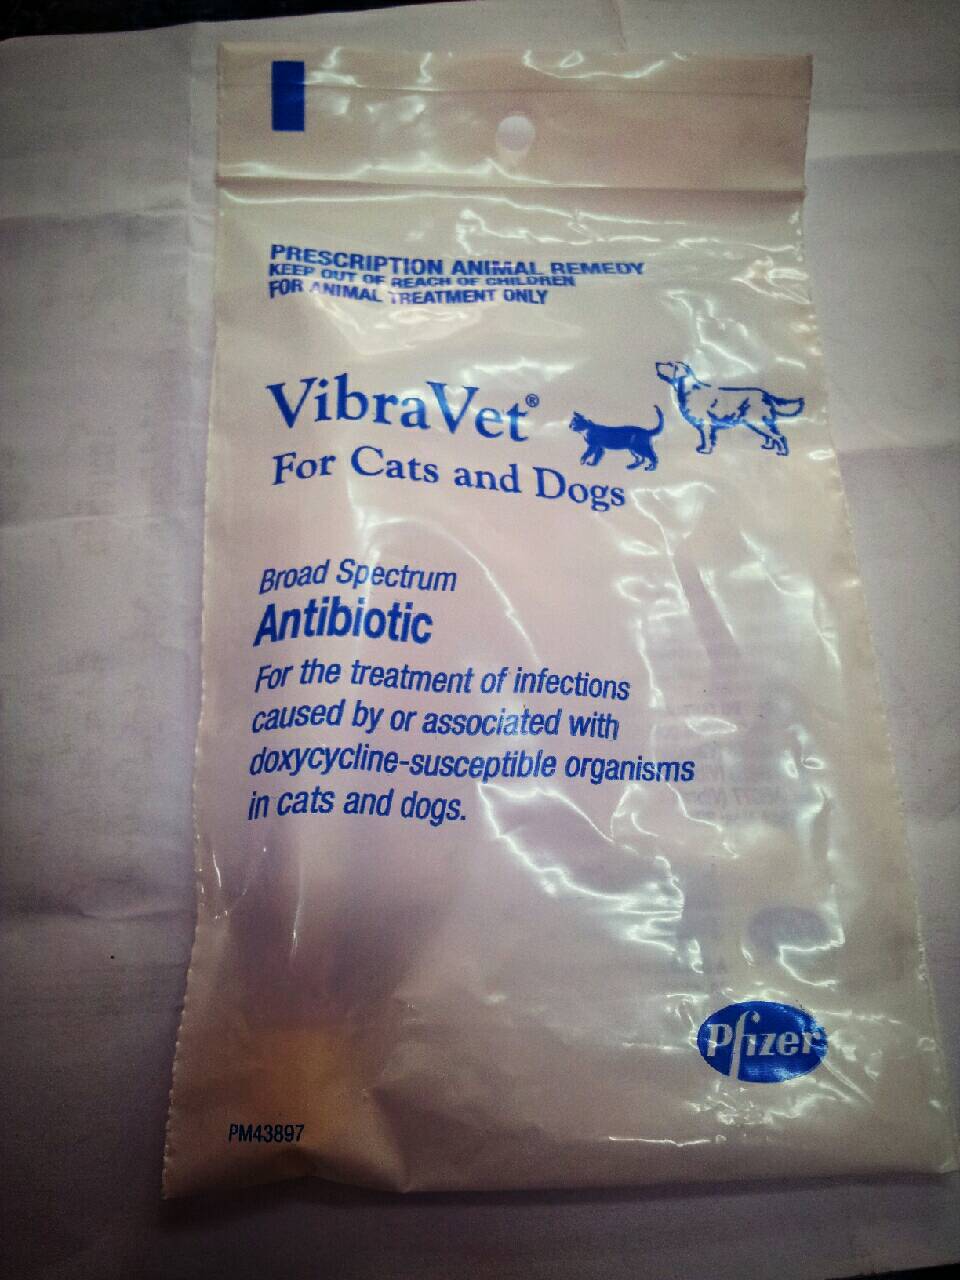 PRESCRIPTION ANIMAL REMEDY
KEEP OUT OF REACH OF CHILDREN
FOR ANIMAL TREATMENT ONLY
VibraVet®
For Cats and Dogs
Broad Spectrum
Antibiotic
For the treatment of infections
caused by or associated with
doxycycline-susceptible organisms
in cats and dogs.
Pfizer
PM43897